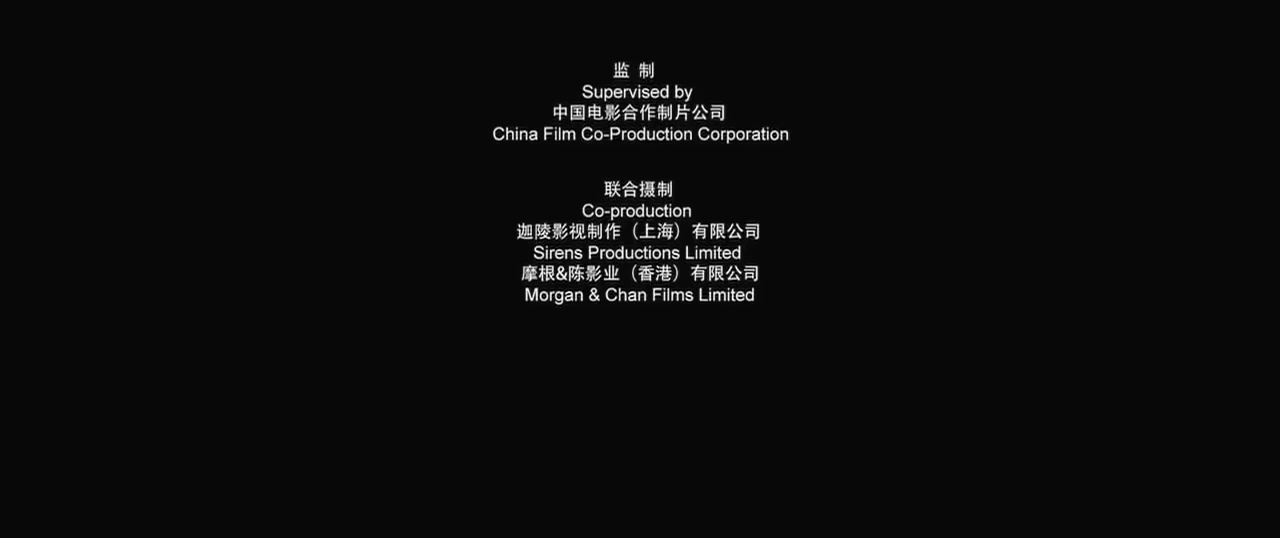 监 制
Supervised by
中国电影合作制片公司
China Film Co-Production Corporation
联合摄制
Co-production
迦陵影视制作（上海）有限公司
Sirens Productions Limited
摩根&陈影业（香港）有限公司
Morgan & Chan Films Limited